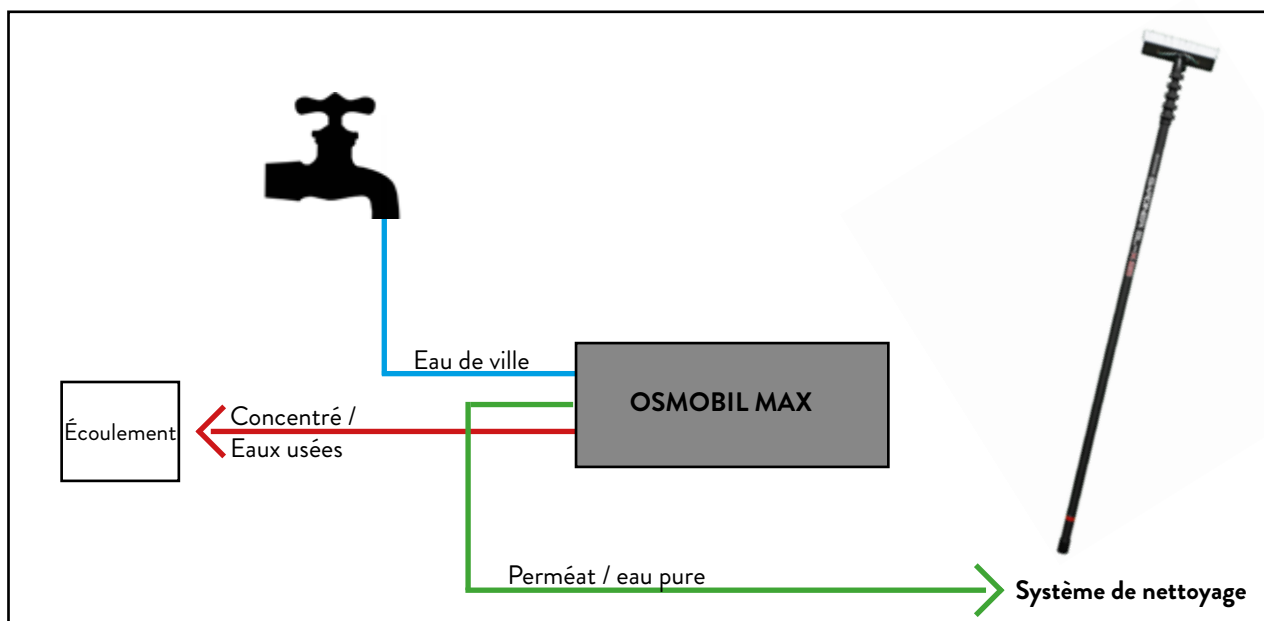 Eau de ville
OSMOBIL MAX
Écoulement
Concentré /
Eaux usées
Perméat / eau pure
Système de nettoyage